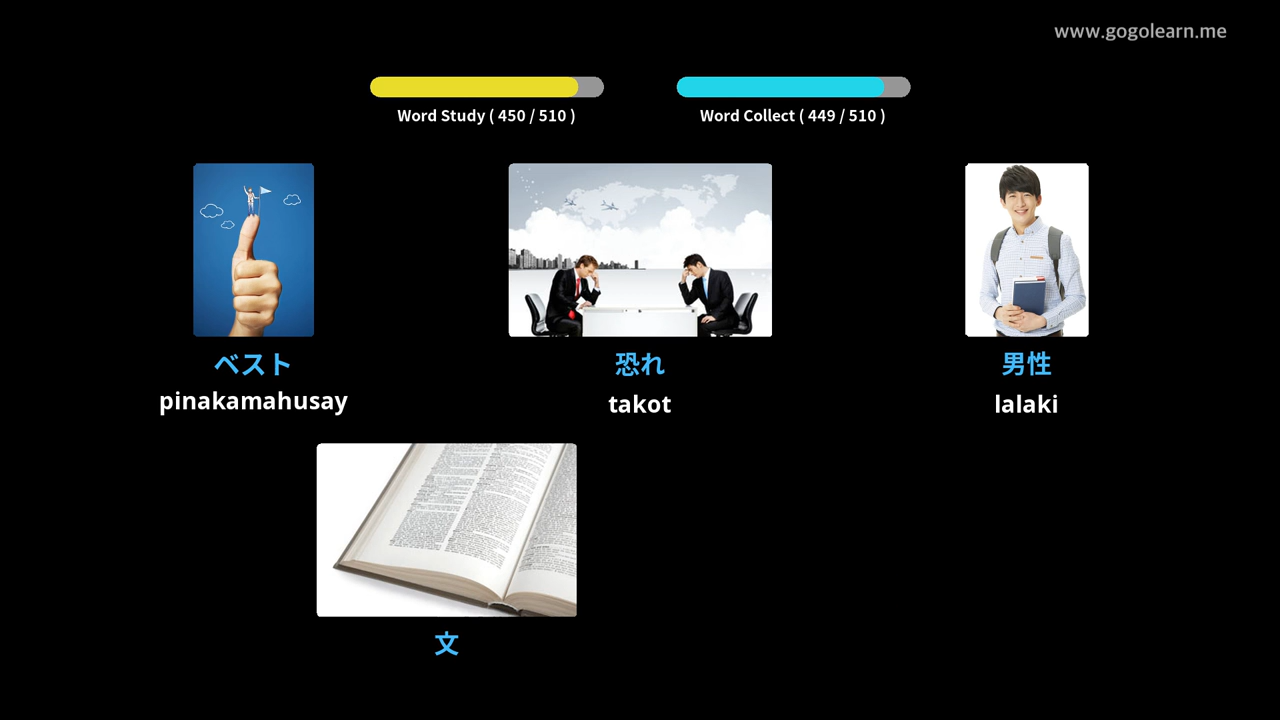 www.gogolearn.me
Word Study ( 450 / 510 )
Word Collect ( 449 / 510 )
ベスト
恐れ
男性
pinakamahusay
takot
lalaki
文